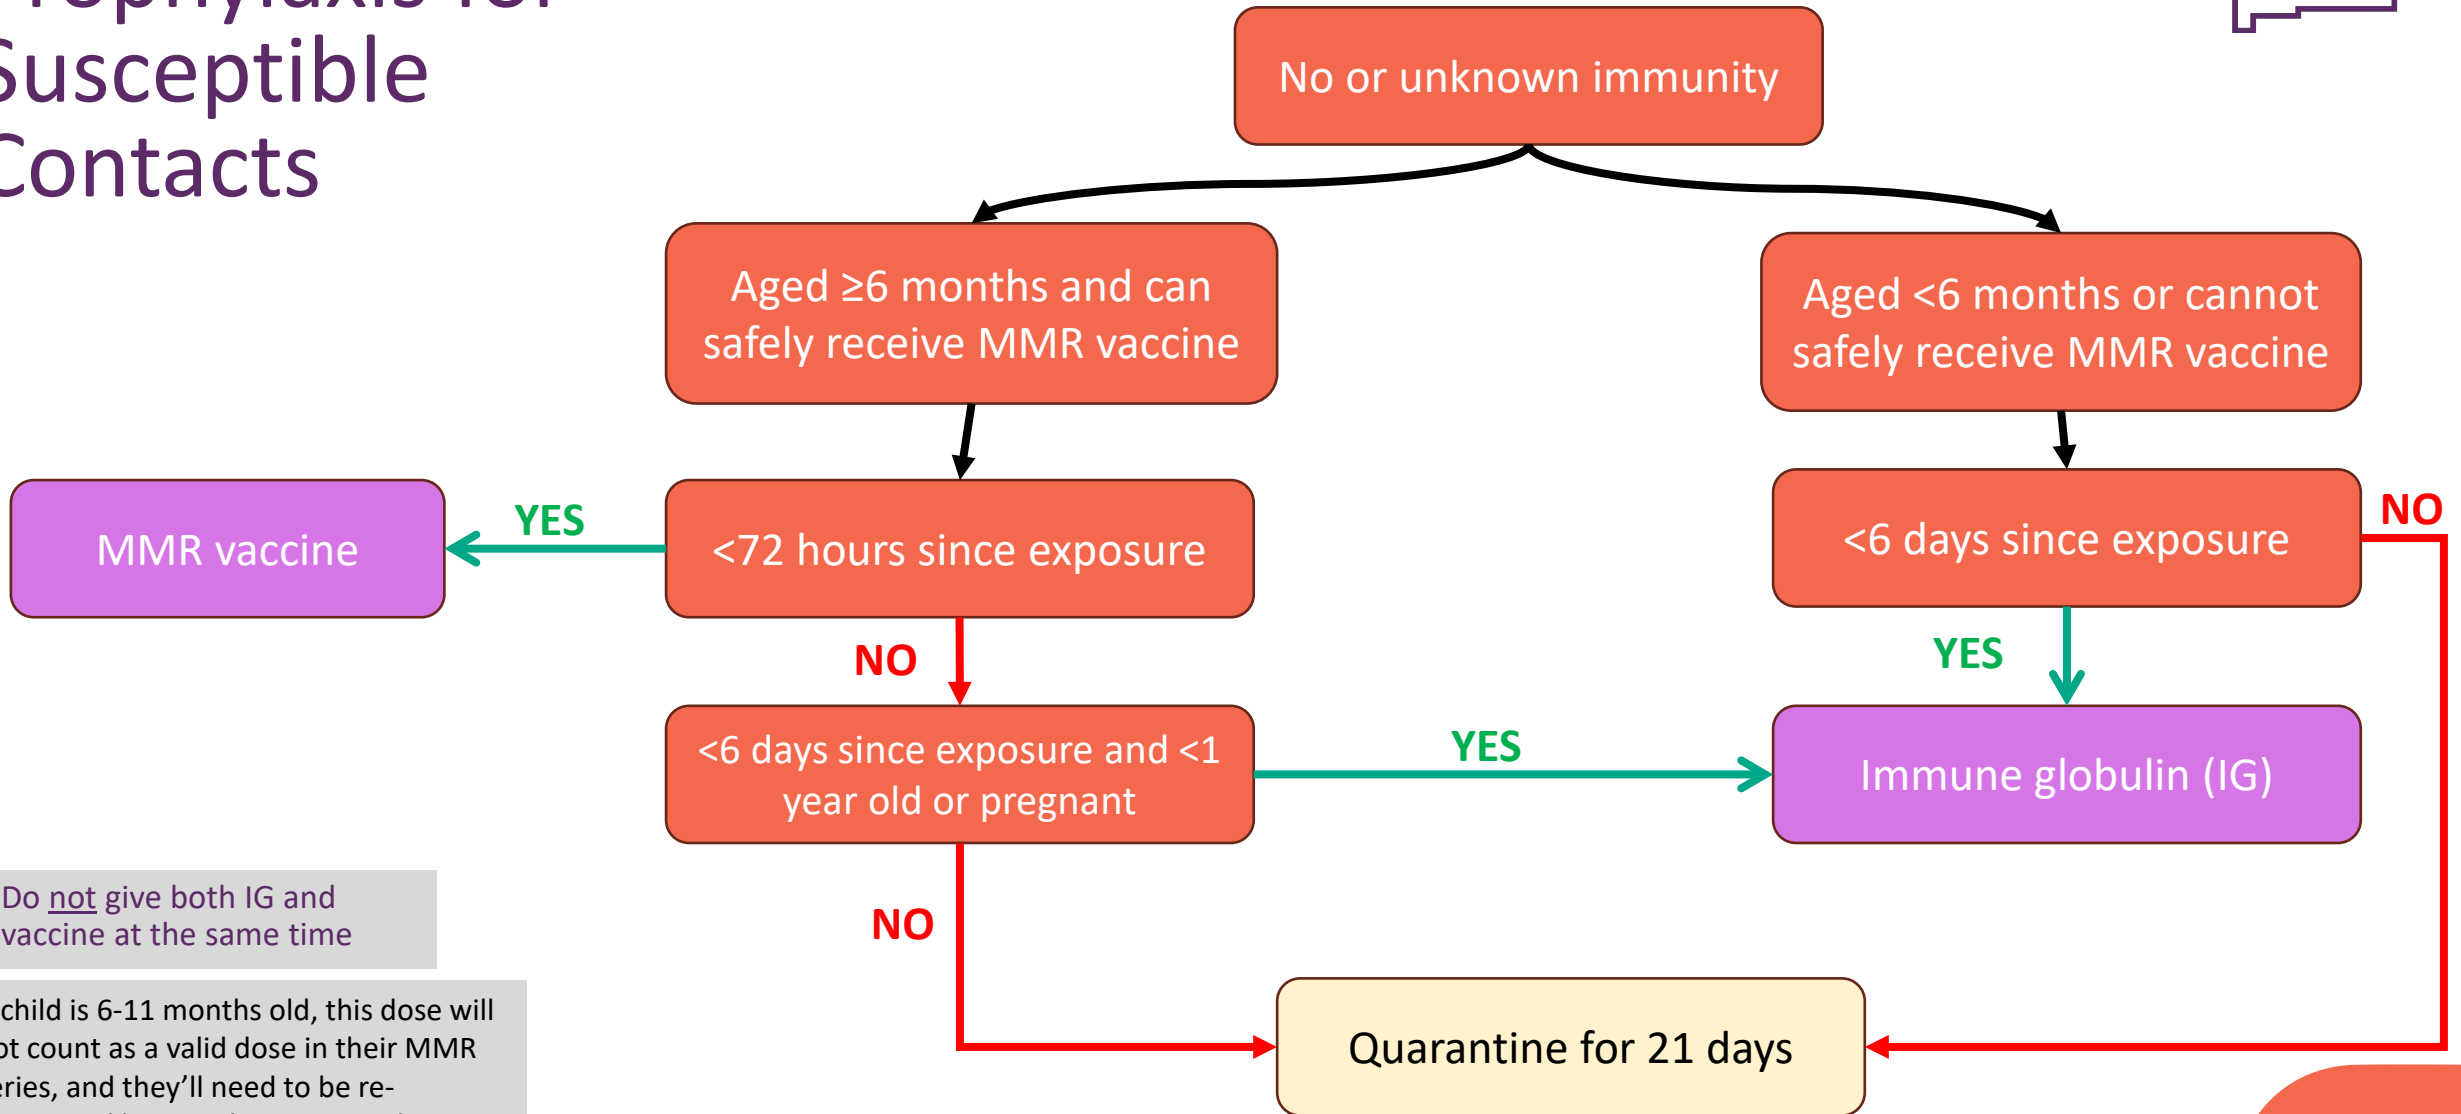 Prophylaxis for
Susceptible
Contacts
No or unknown immunity
Aged ≥6 months and can
safely receive MMR vaccine
Aged <6 months or cannot
safely receive MMR vaccine
MMR vaccine
YES
<72 hours since exposure
<6 days since exposure
NO
NO
YES
<6 days since exposure and <1
year old or pregnant
YES
Immune globulin (IG)
Do not give both IG and
vaccine at the same time
NO
child is 6-11 months old, this dose will
not count as a valid dose in their MMR
series, and they’ll need to be re-
Quarantine for 21 days